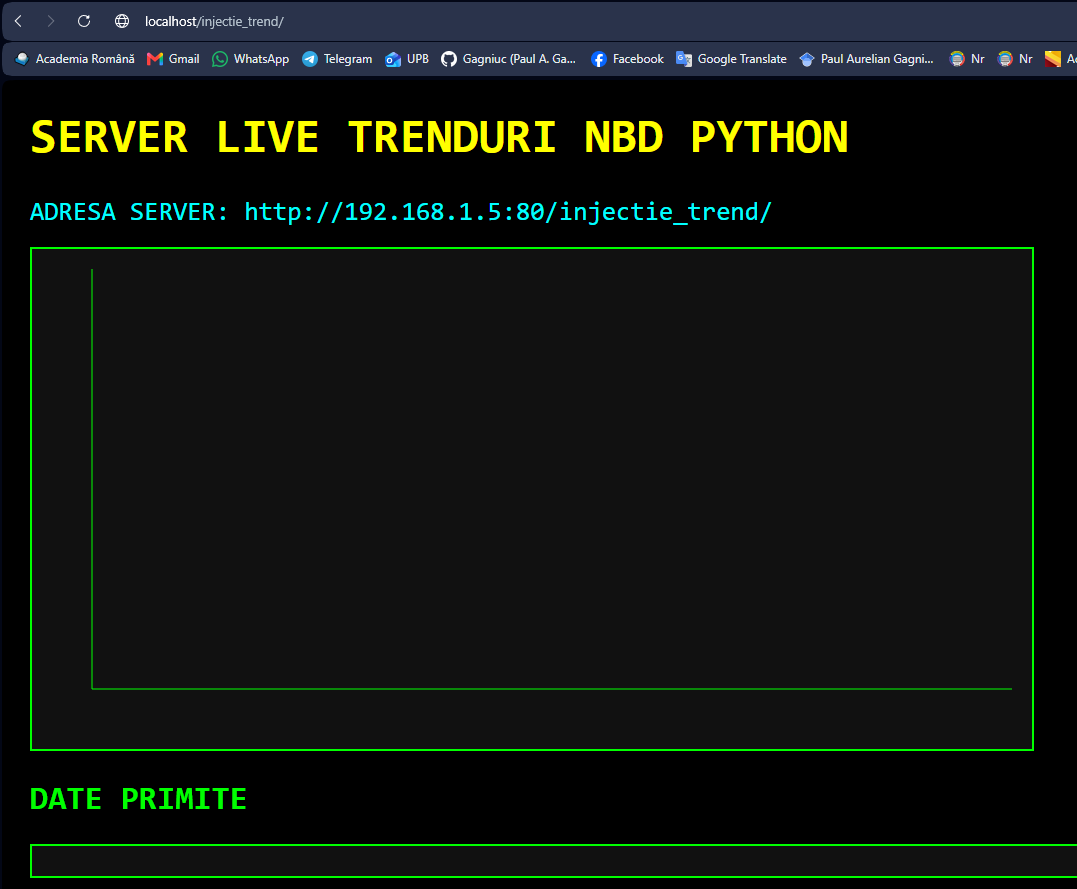 localhost/injectie_trend/
Academia Română Gmail WhatsApp Telegram UPB Gagniuc (Paul A. Ga... Facebook Google Translate Paul Aurelian Gagni... Nr Nr
SERVER LIVE TRENDURI NBD PYTHON
ADRESA SERVER: http://192.168.1.5:80/injectie_trend/
DATE PRIMITE